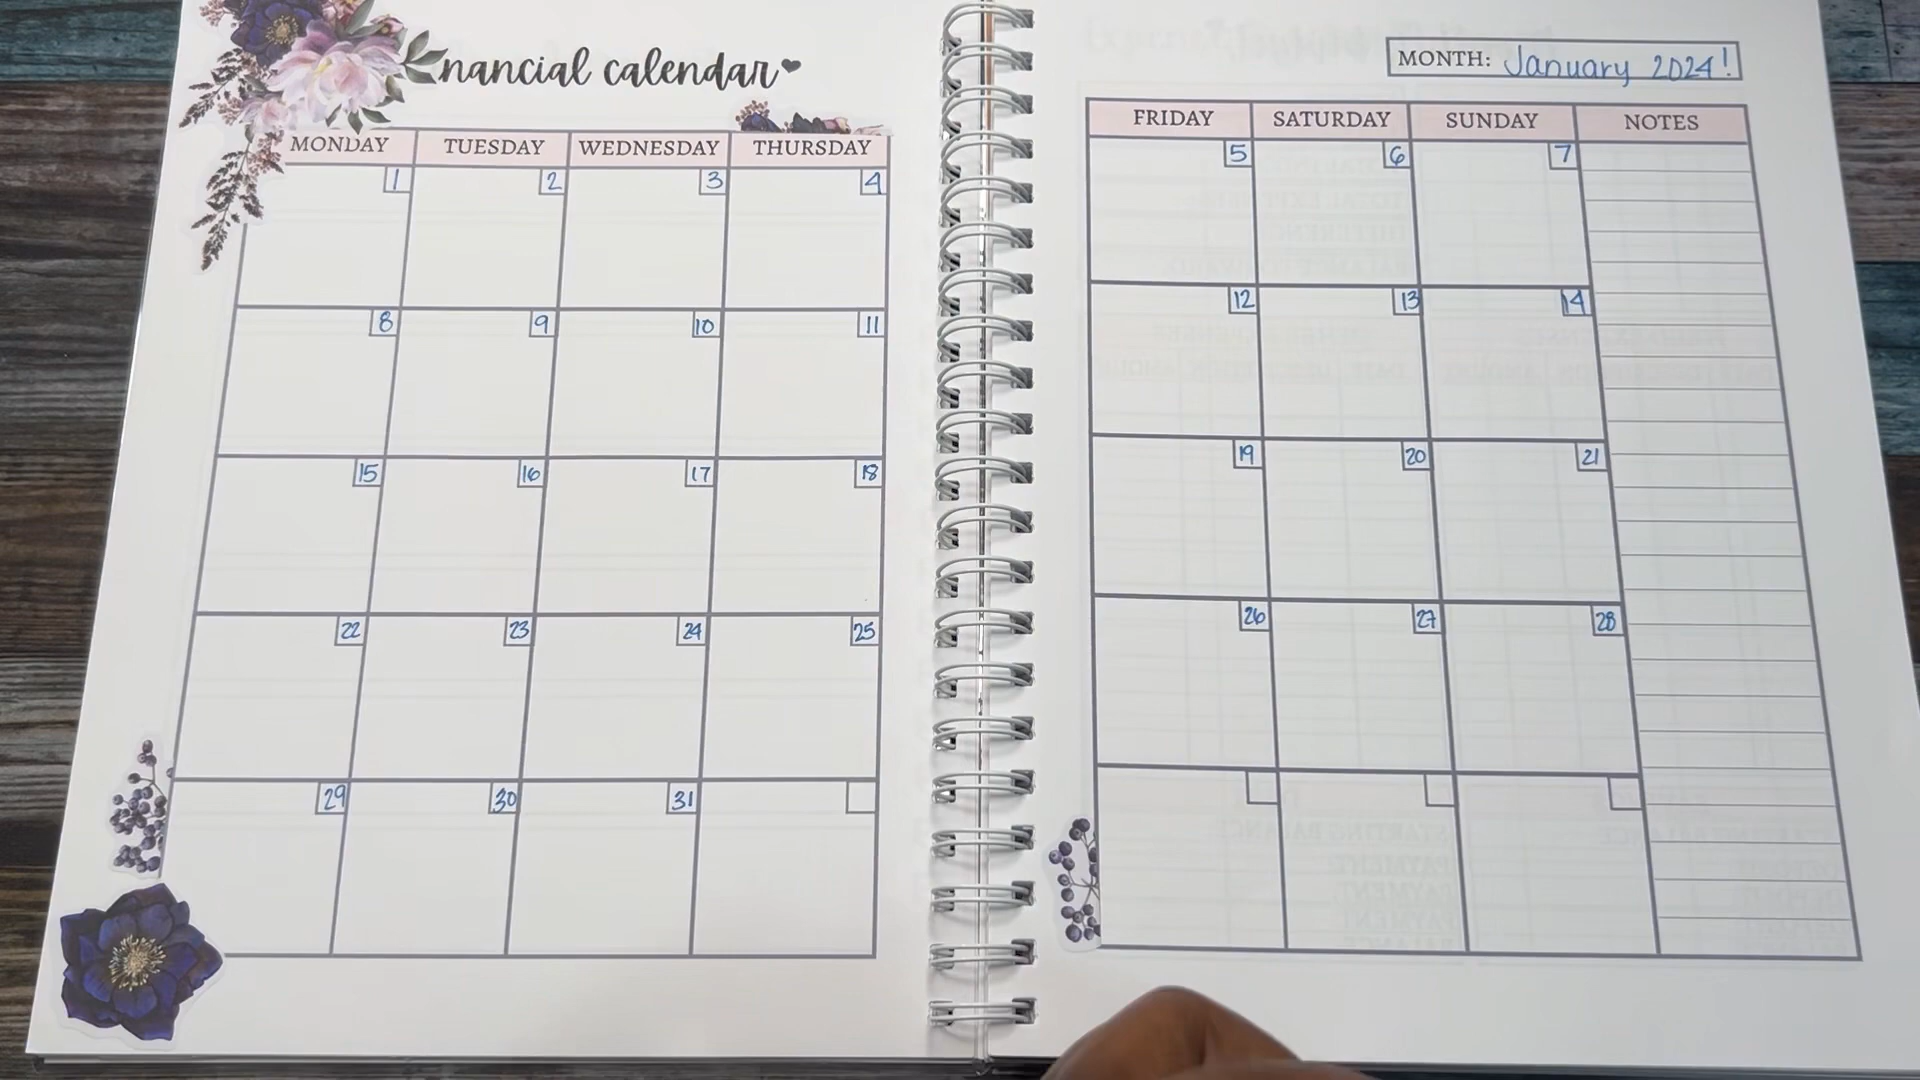 nancial calendar
MONTH: January 2024!
MONDAY TUESDAY WEDNESDAY THURSDAY FRIDAY SATURDAY SUNDAY NOTES
1 2 3 4 5 6 7
8 9 10 11 12 13 14
15 16 17 18 19 20 21
22 23 24 25 26 27 28
29 30 31